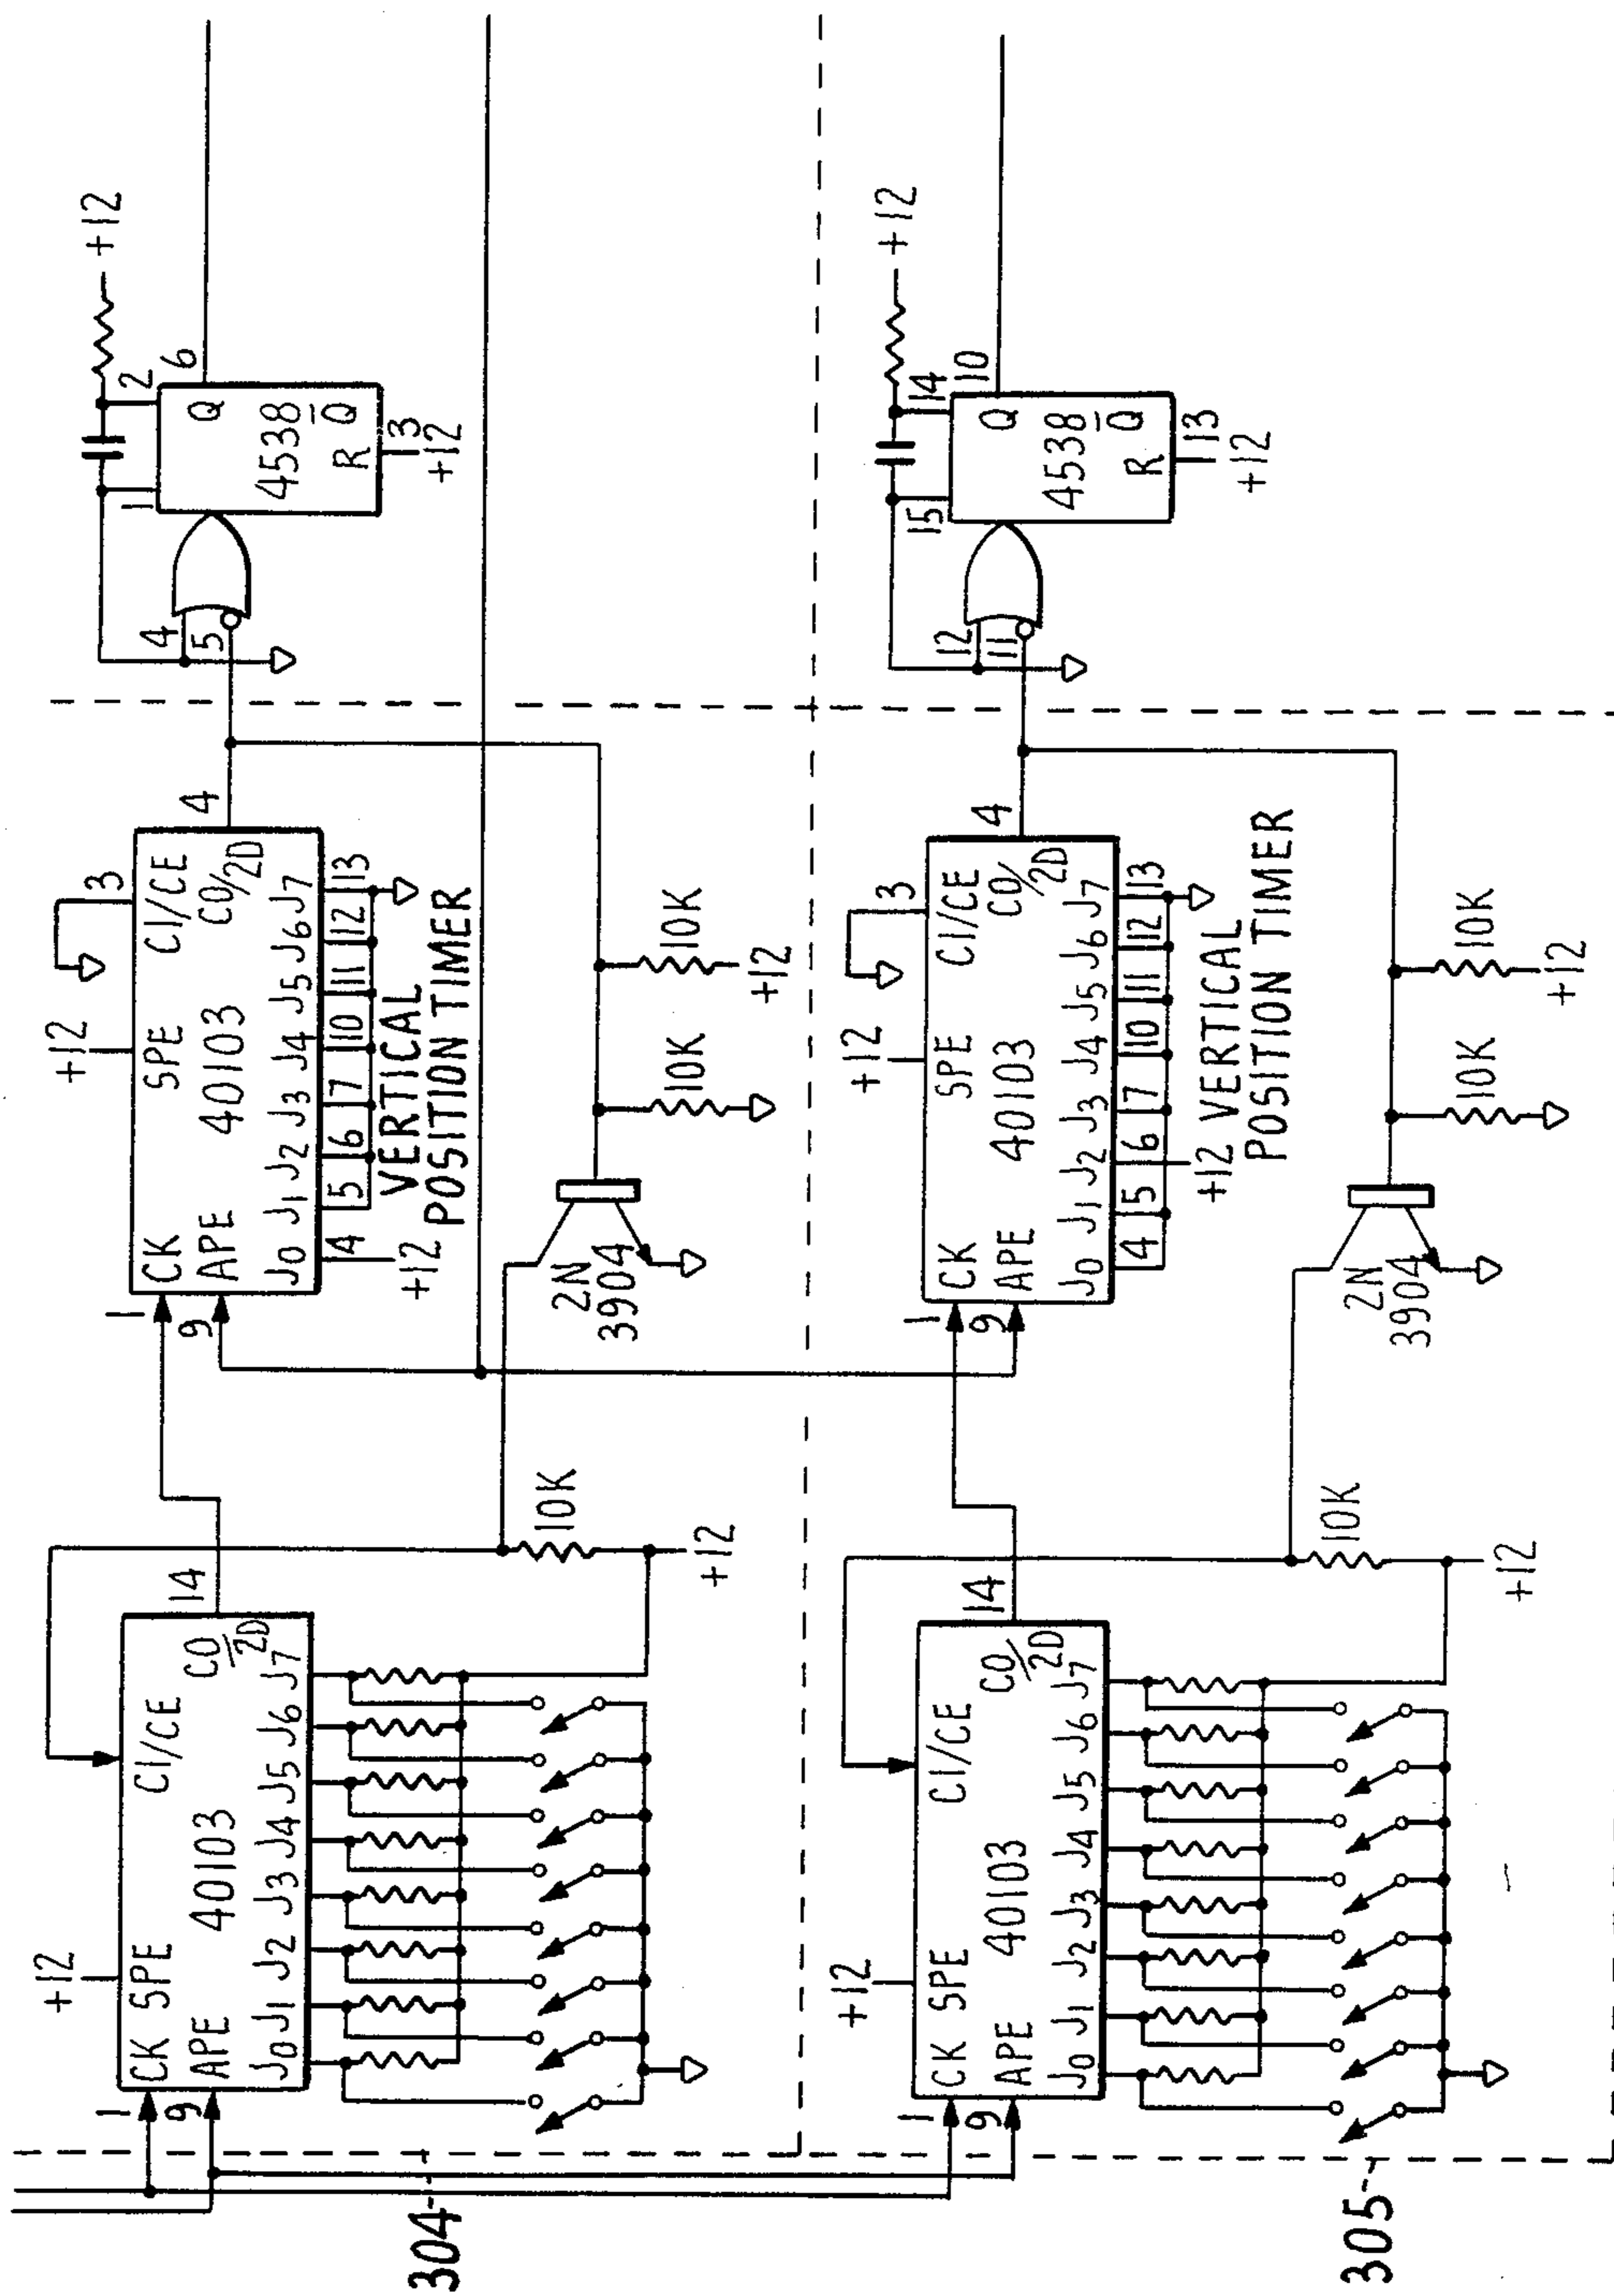 +12
1
CK
SPE
CI/CE
9
APE
40103
CO/2D
14
J0 J1 J2 J3 J4 J5 J6 J7
10K
+12
304
+12
3
1
CK
SPE
CI/CE
9
APE
40103
CO/2D
4
J0 J1 J2 J3 J4 J5 J6 J7
4 5 6 7 10 11 12 13
+12
VERTICAL
POSITION TIMER
2N
3904
10K
10K
+12
4
5
1
2
+12
Q
6
4538
R
Q̅
13
+12
+12
1
CK
SPE
CI/CE
9
APE
40103
CO/2D
14
J0 J1 J2 J3 J4 J5 J6 J7
10K
+12
305
+12
3
1
CK
SPE
CI/CE
9
APE
40103
CO/2D
4
J0 J1 J2 J3 J4 J5 J6 J7
4 5 6 7 10 11 12 13
+12 VERTICAL
POSITION TIMER
2N
3904
10K
10K
+12
12
11
15
14
+12
Q
10
4538
R
Q̅
13
+12